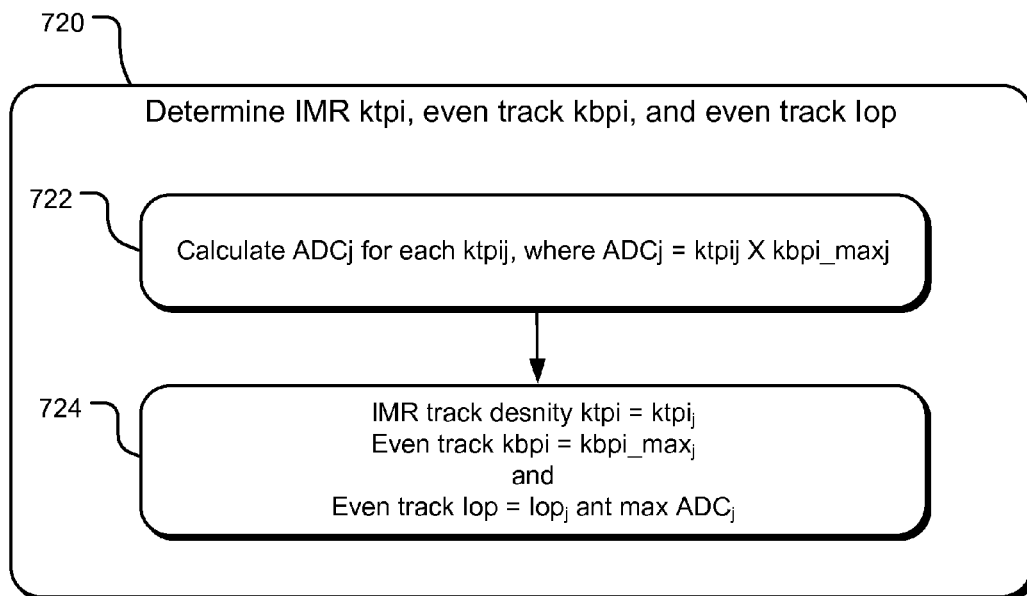 720
Determine IMR ktpi, even track kbpi, and even track Iop
722
Calculate ADCj for each ktpij, where ADCj = ktpij X kbpi_maxj
724
IMR track desnity ktpi = ktpij
Even track kbpi = kbpi_maxj
and
Even track Iop = Iopj ant max ADCj